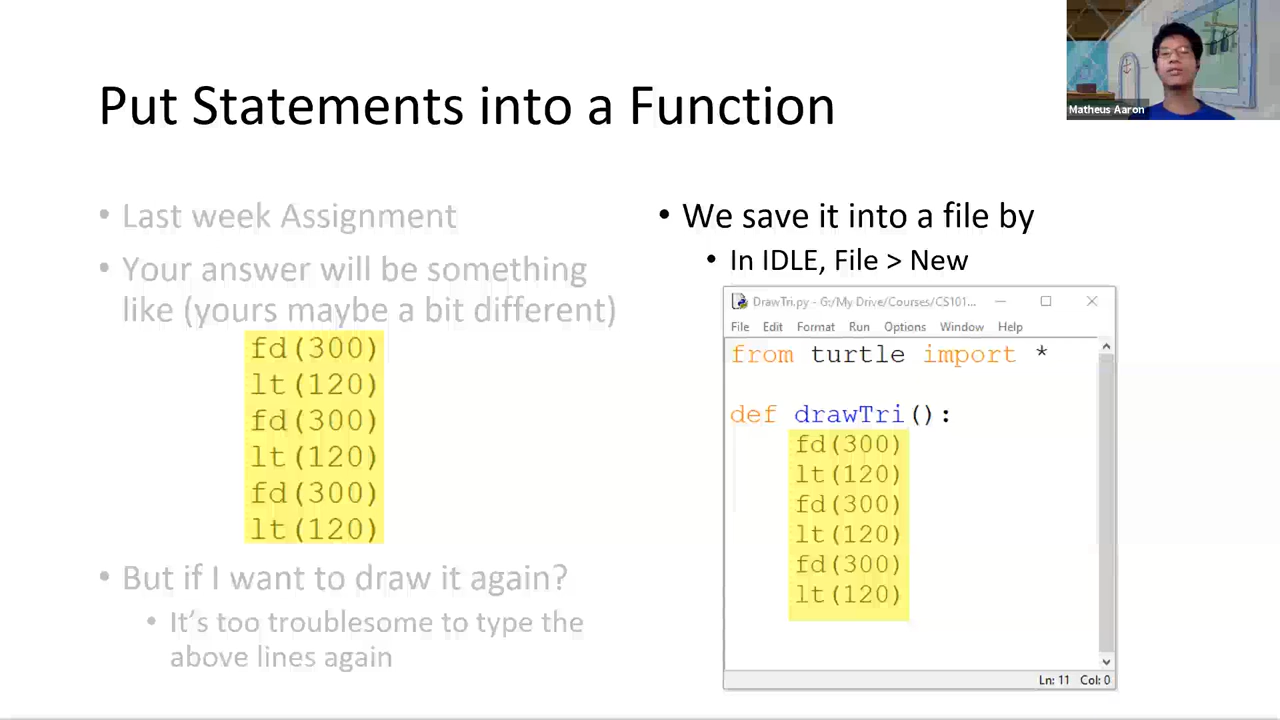 Matheus Aaron
Put Statements into a Function
• Last week Assignment
• Your answer will be something
like (yours maybe a bit different)
fd(300)
lt(120)
fd(300)
lt(120)
fd(300)
lt(120)
• But if I want to draw it again?
• It's too troublesome to type the
above lines again
• We save it into a file by
• In IDLE, File > New
DrawTri.py - G:/My Drive/Courses/CS101...
File Edit Format Run Options Window Help
from turtle import *
def drawTri():
fd(300)
lt(120)
fd(300)
lt(120)
fd(300)
lt(120)
Ln: 11 Col: 0